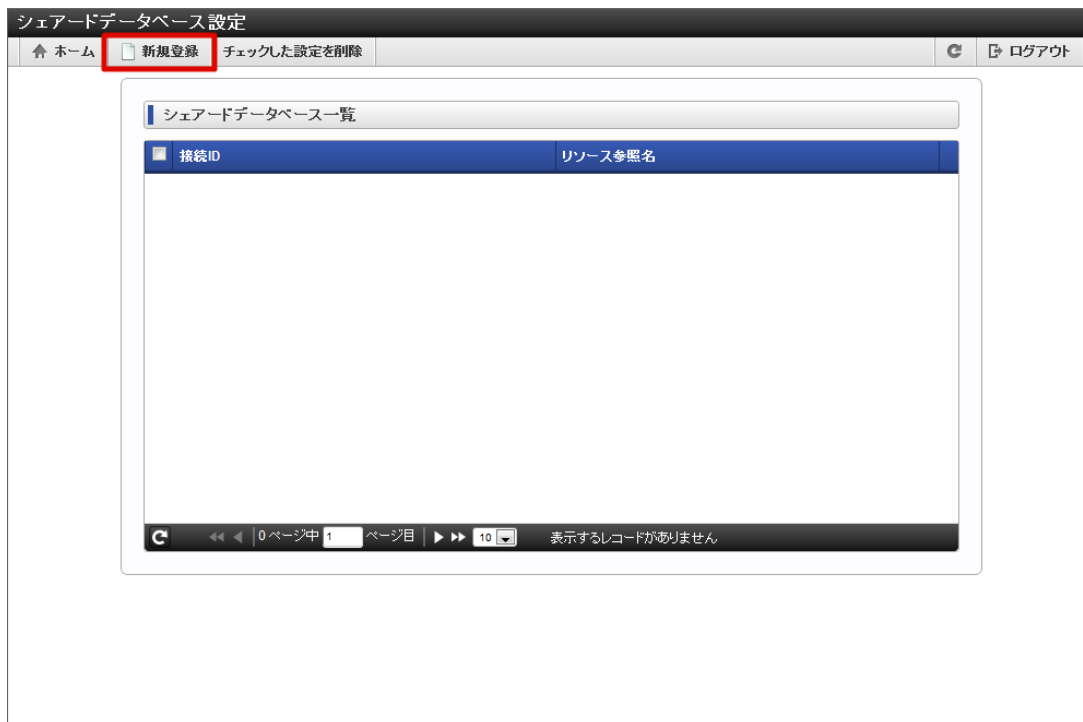 シェアードデータベース設定
ホーム 新規登録 チェックした設定を削除 ログアウト
シェアードデータベース一覧
接続ID リソース参照名
0 ページ中 1 ページ目 10 表示するレコードがありません